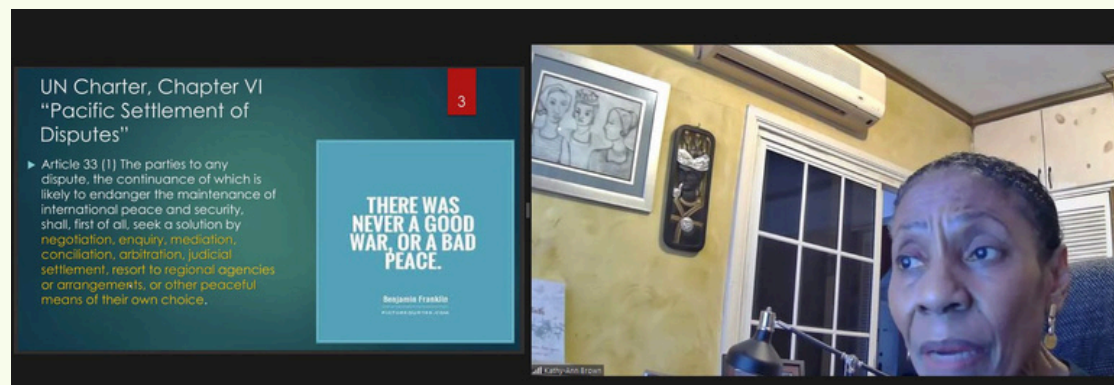 UN Charter, Chapter VI
“Pacific Settlement of
Disputes”
3
Article 33 (1) The parties to any
dispute, the continuance of which is
likely to endanger the maintenance of
international peace and security,
shall, first of all, seek a solution by
negotiation, enquiry, mediation,
conciliation, arbitration, judicial
settlement, resort to regional agencies
or arrangements, or other peaceful
means of their own choice.
THERE WAS
NEVER A GOOD
WAR, OR A BAD
PEACE.
Benjamin Franklin
PICTUREQUOTES.COM
Kathy-Ann Brown